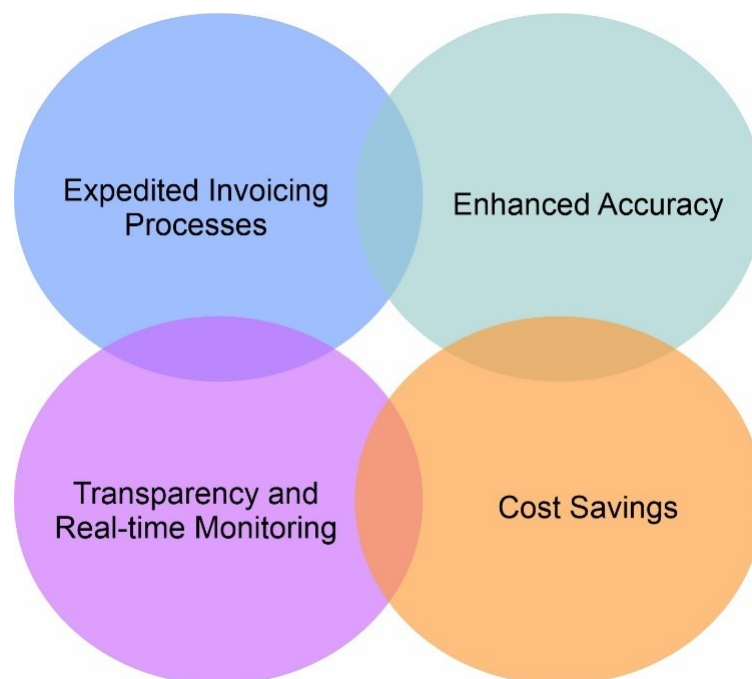 Expedited Invoicing
Processes
Enhanced Accuracy
Transparency and
Real-time Monitoring
Cost Savings